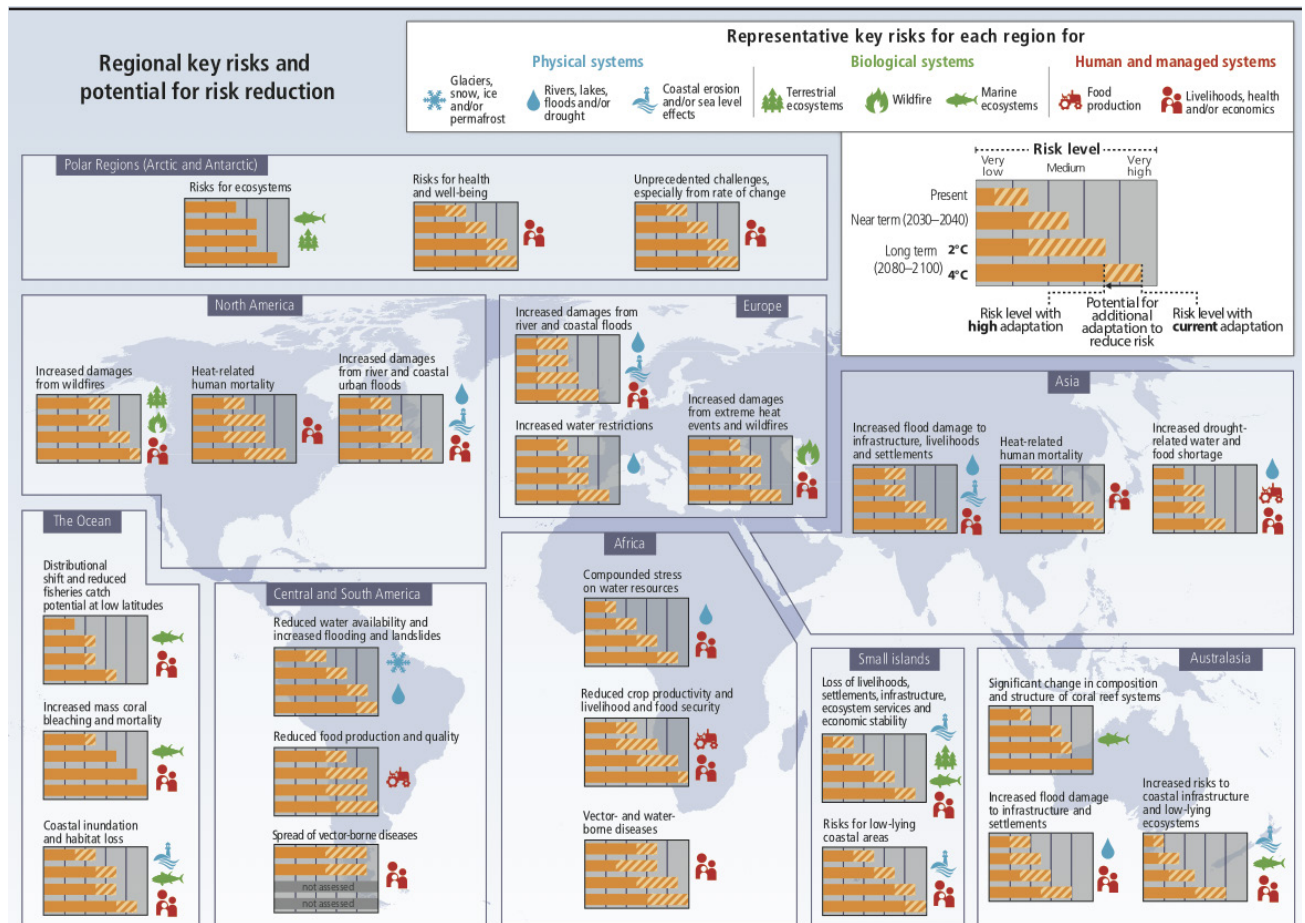 Regional key risks and
potential for risk reduction
Representative key risks for each region for
Physical systems
Glaciers,
snow, ice
and/or
permafrost
Rivers, lakes,
floods and/or
drought
Coastal erosion
and/or sea level
effects
Biological systems
Terrestrial
ecosystems
Wildfire
Marine
ecosystems
Human and managed systems
Food
production
Livelihoods, health
and/or economics
Risk level
Very
low
Medium
Very
high
Present
Near term (2030–2040)
Long term
(2080–2100)
2°C
4°C
Risk level with
high adaptation
Potential for
additional
adaptation to
reduce risk
Risk level with
current adaptation
Polar Regions (Arctic and Antarctic)
Risks for ecosystems
Risks for health
and well-being
Unprecedented challenges,
especially from rate of change
North America
Increased damages
from wildfires
Heat-related
human mortality
Increased damages
from river and coastal
urban floods
Europe
Increased damages from
river and coastal floods
Increased water restrictions
Increased damages
from extreme heat
events and wildfires
Asia
Increased flood damage to
infrastructure, livelihoods
and settlements
Heat-related
human mortality
Increased drought-
related water and
food shortage
The Ocean
Distributional
shift and reduced
fisheries catch
potential at low latitudes
Increased mass coral
bleaching and mortality
Coastal inundation
and habitat loss
Central and South America
Reduced water availability and
increased flooding and landslides
Reduced food production and quality
Spread of vector-borne diseases
not assessed
not assessed
Africa
Compounded stress
on water resources
Reduced crop productivity and
livelihood and food security
Vector- and water-
borne diseases
Small islands
Loss of livelihoods,
settlements, infrastructure,
ecosystem services and
economic stability
Risks for low-lying
coastal areas
Australasia
Significant change in composition
and structure of coral reef systems
Increased flood damage
to infrastructure and
settlements
Increased risks to
coastal infrastructure
and low-lying
ecosystems